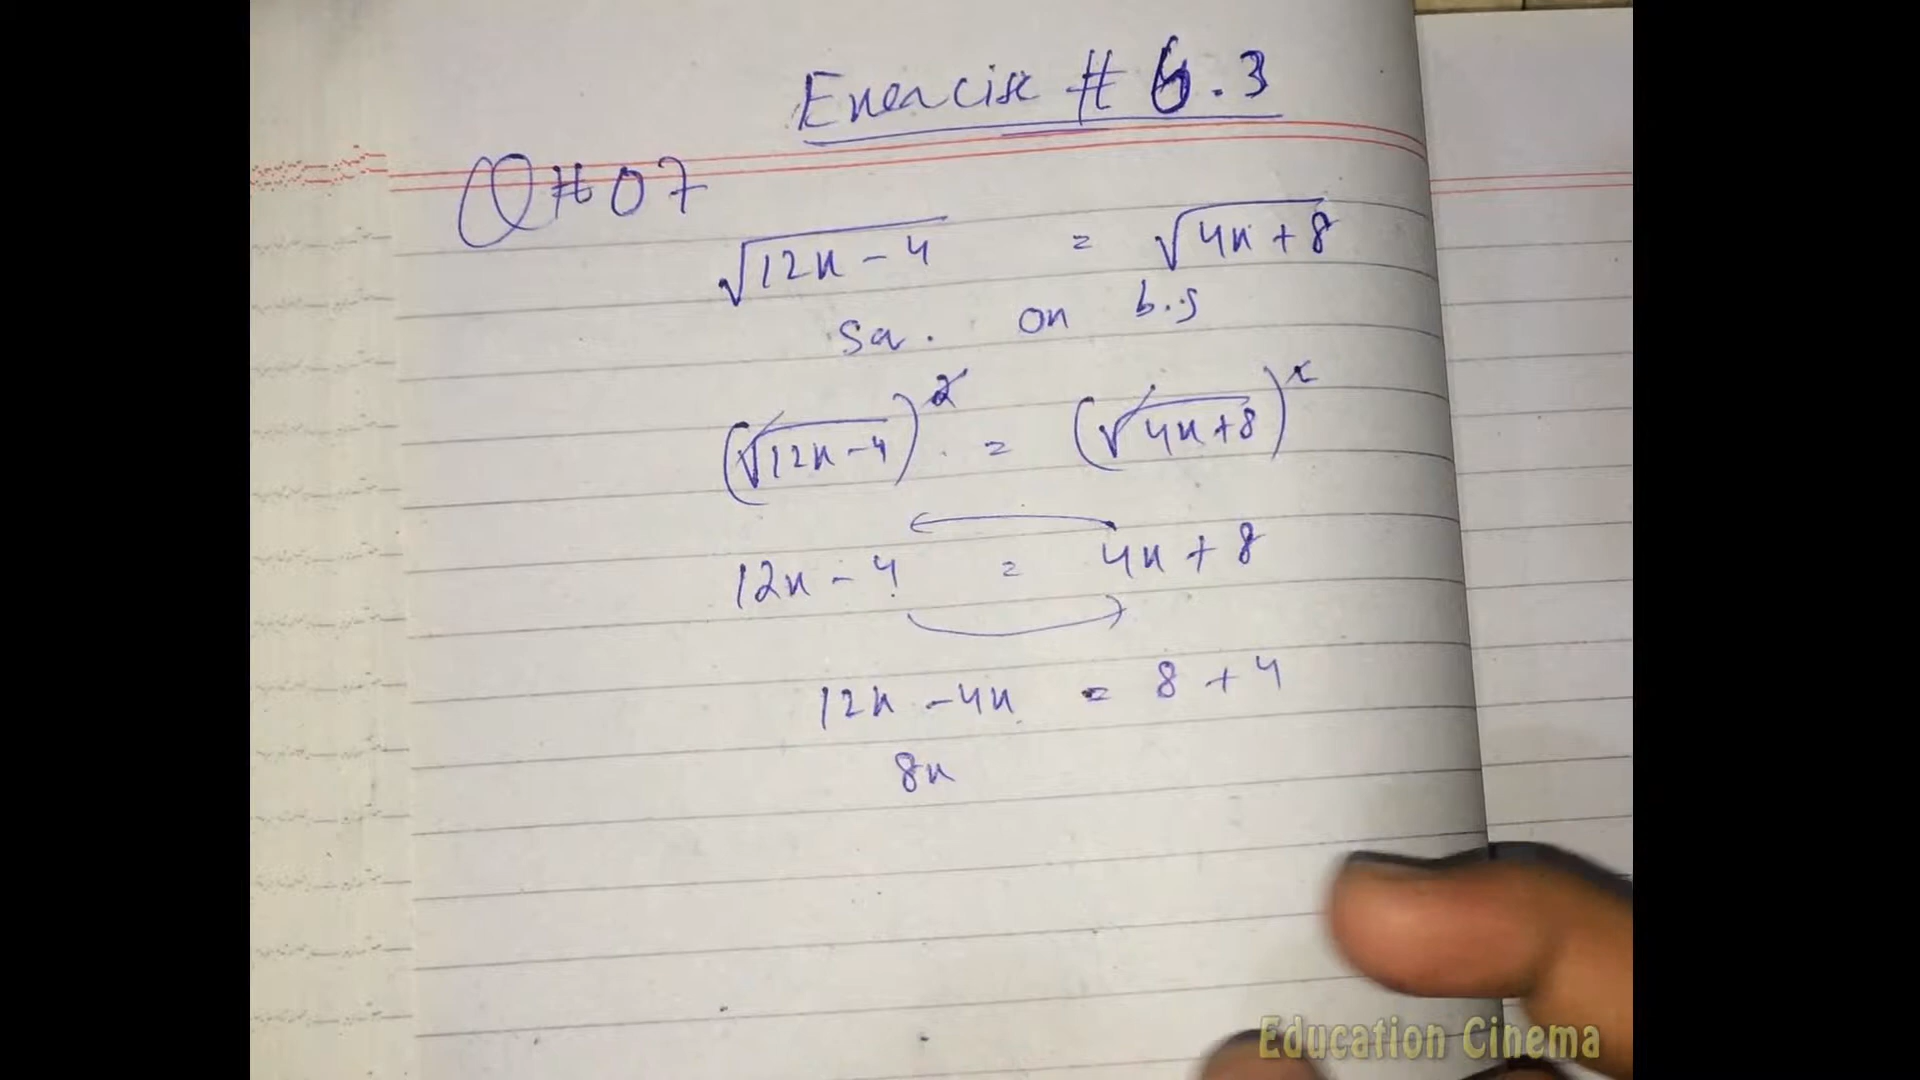 Exercise # 6.3
Q#07
√12x - 4 = √4x + 8
Sq. on b.s
(√12x-4)² = (√4x+8)²
12x - 4 = 4x + 8
12x - 4x = 8 + 4
8x
Education Cinema